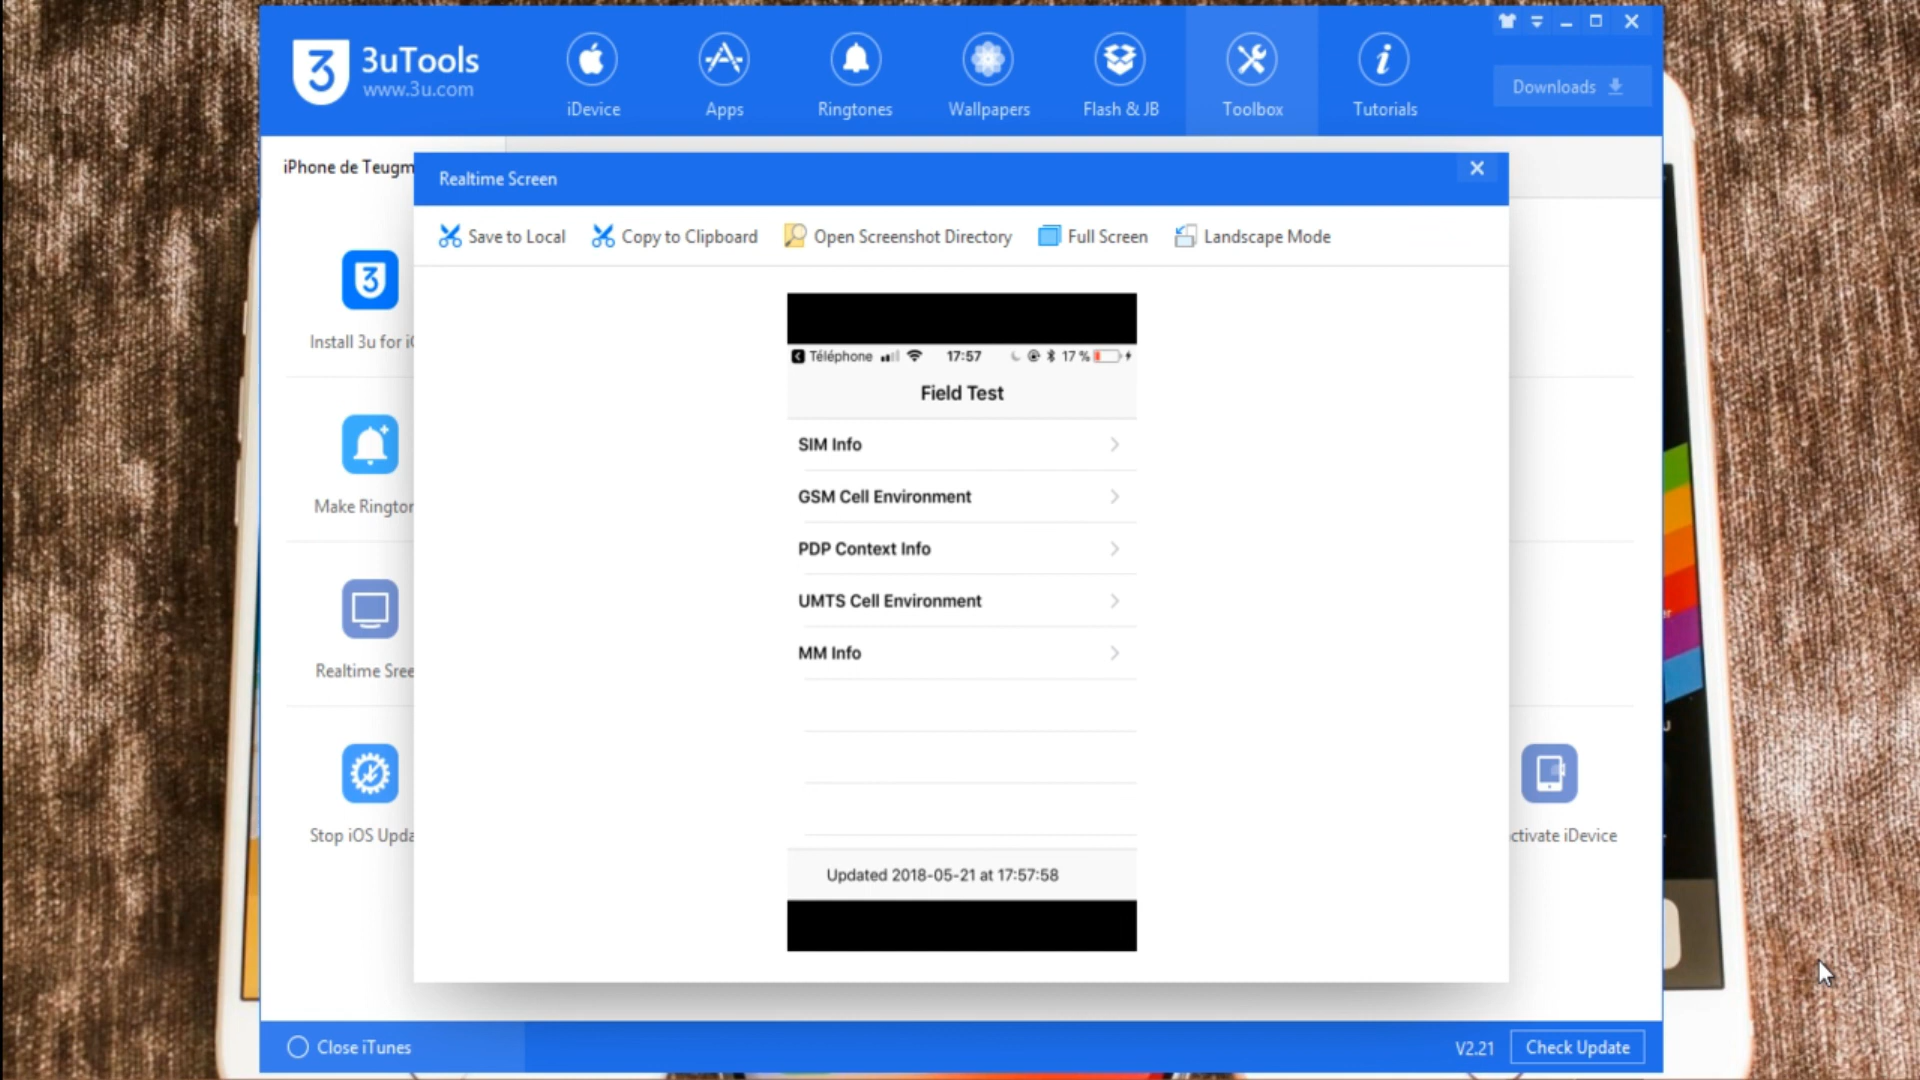 3uTools
www.3u.com
iDevice
Apps
Ringtones
Wallpapers
Flash & JB
Toolbox
Tutorials
Downloads
iPhone de Teugm
Realtime Screen
Save to Local
Copy to Clipboard
Open Screenshot Directory
Full Screen
Landscape Mode
Install 3u for i
Make Rington
Realtime Sree
Stop iOS Upda
Téléphone 17:57 17 %
Field Test
SIM Info
GSM Cell Environment
PDP Context Info
UMTS Cell Environment
MM Info
Updated 2018-05-21 at 17:57:58
ctivate iDevice
Close iTunes
V2.21
Check Update